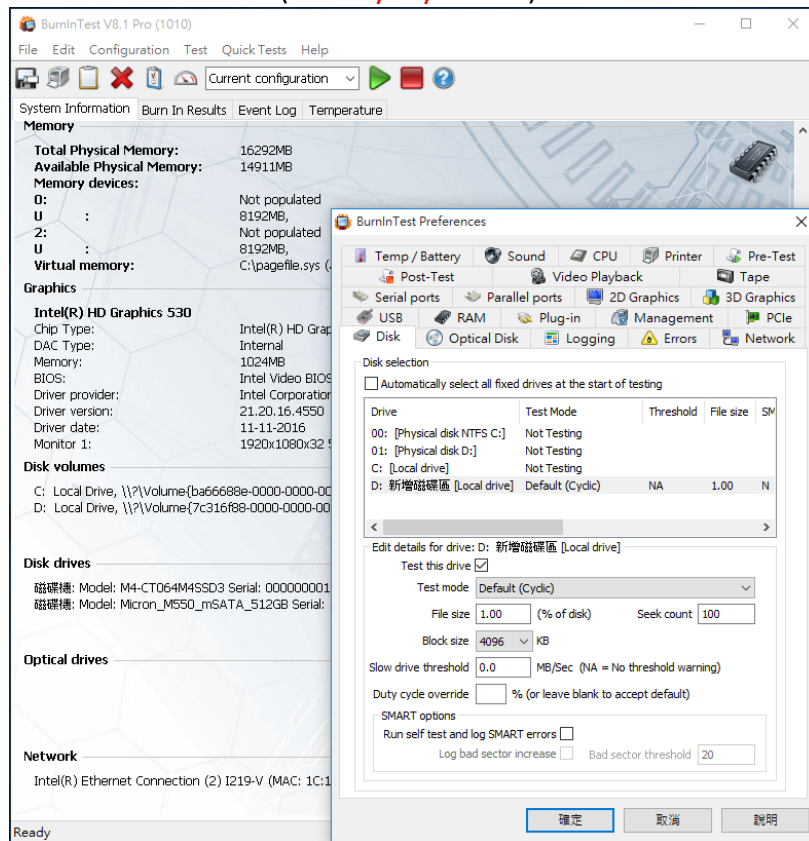 BurnInTest V8.1 Pro (1010)
File Edit Configuration Test Quick Tests Help
Current configuration
System Information Burn In Results Event Log Temperature
Memory
Total Physical Memory: 16292MB
Available Physical Memory: 14911MB
Memory devices:
0: Not populated
U : 8192MB,
2: Not populated
U : 8192MB,
Virtual memory: C:\pagefile.sys (
Graphics
Intel(R) HD Graphics 530
Chip Type: Intel(R) HD Grap
DAC Type: Internal
Memory: 1024MB
BIOS: Intel Video BIOS
Driver provider: Intel Corporation
Driver version: 21.20.16.4550
Driver date: 11-11-2016
Monitor 1: 1920x1080x32
Disk volumes
C: Local Drive, \\?\Volume{ba66688e-0000-0000-00
D: Local Drive, \\?\Volume{7c316f88-0000-0000-00
Disk drives
磁碟機: Model: M4-CT064M4SSD3 Serial: 000000001
磁碟機: Model: Micron_M550_mSATA_512GB Serial:
Optical drives
Network
Intel(R) Ethernet Connection (2) I219-V (MAC: 1C:1
Ready
BurnInTest Preferences
Temp / Battery Sound CPU Printer Pre-Test
Post-Test Video Playback Tape
Serial ports Parallel ports 2D Graphics 3D Graphics
USB RAM Plug-in Management PCIe
Disk Optical Disk Logging Errors Network
Disk selection
Automatically select all fixed drives at the start of testing
Drive Test Mode Threshold File size SM
00: [Physical disk NTFS C:] Not Testing
01: [Physical disk D:] Not Testing
C: [Local drive] Not Testing
D: 新增磁碟區 [Local drive] Default (Cyclic) NA 1.00 N
Edit details for drive: D: 新增磁碟區 [Local drive]
Test this drive
Test mode Default (Cyclic)
File size 1.00 (% of disk) Seek count 100
Block size 4096 KB
Slow drive threshold 0.0 MB/Sec (NA = No threshold warning)
Duty cycle override % (or leave blank to accept default)
SMART options
Run self test and log SMART errors
Log bad sector increase Bad sector threshold 20
確定 取消 說明